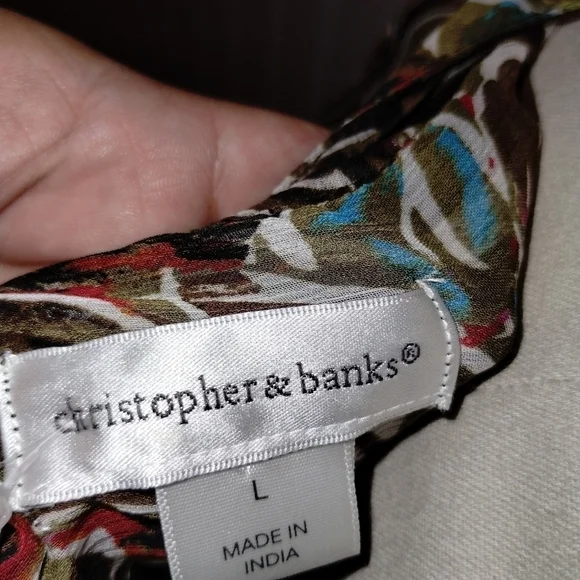 christopher & banks®
L
MADE IN
INDIA